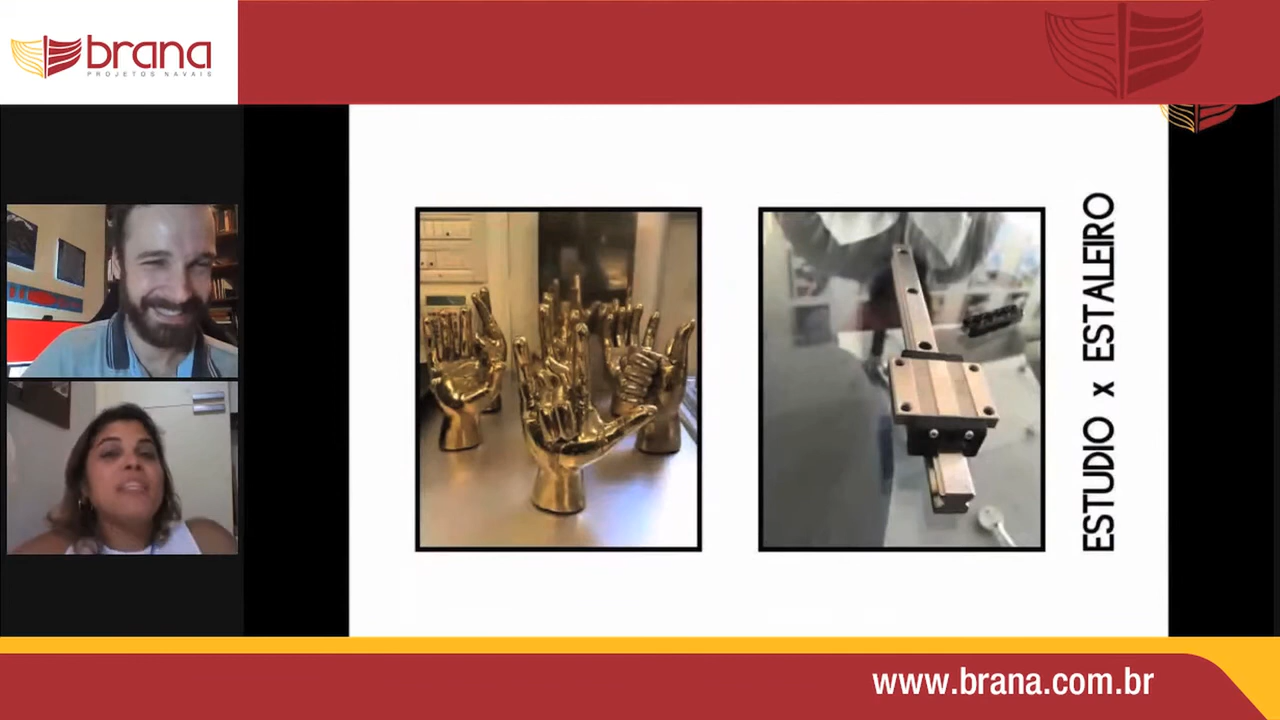 brana
PROJETOS NAVAIS
ESTUDIO x ESTALEIRO
www.brana.com.br